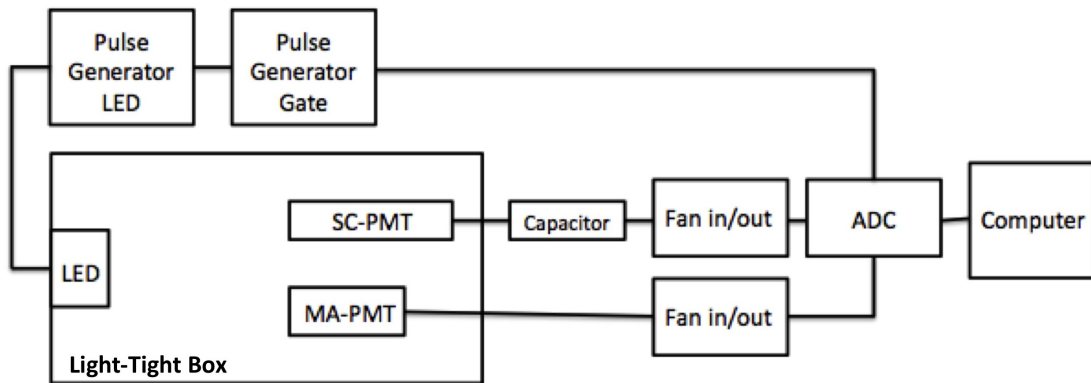 Pulse
Generator
LED
Pulse
Generator
Gate
SC-PMT
Capacitor
Fan in/out
ADC
Computer
LED
MA-PMT
Fan in/out
Light-Tight Box